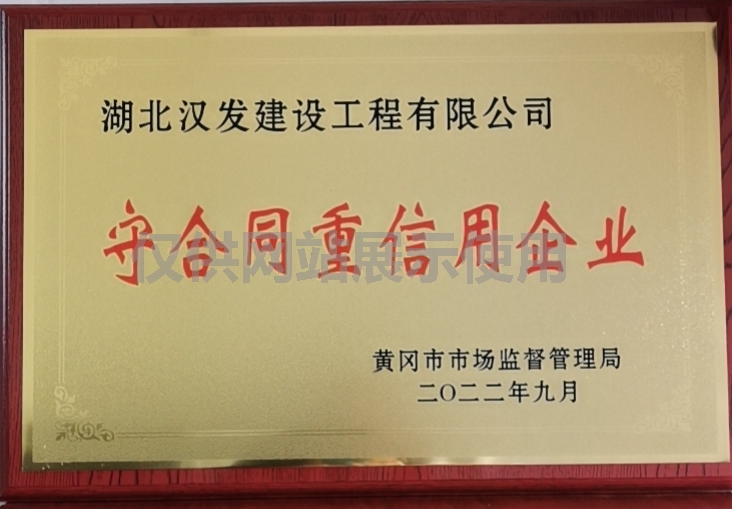 湖北汉发建设工程有限公司
守合同重信用企业
仅供网站展示使用
黄冈市市场监督管理局
二〇二二年九月